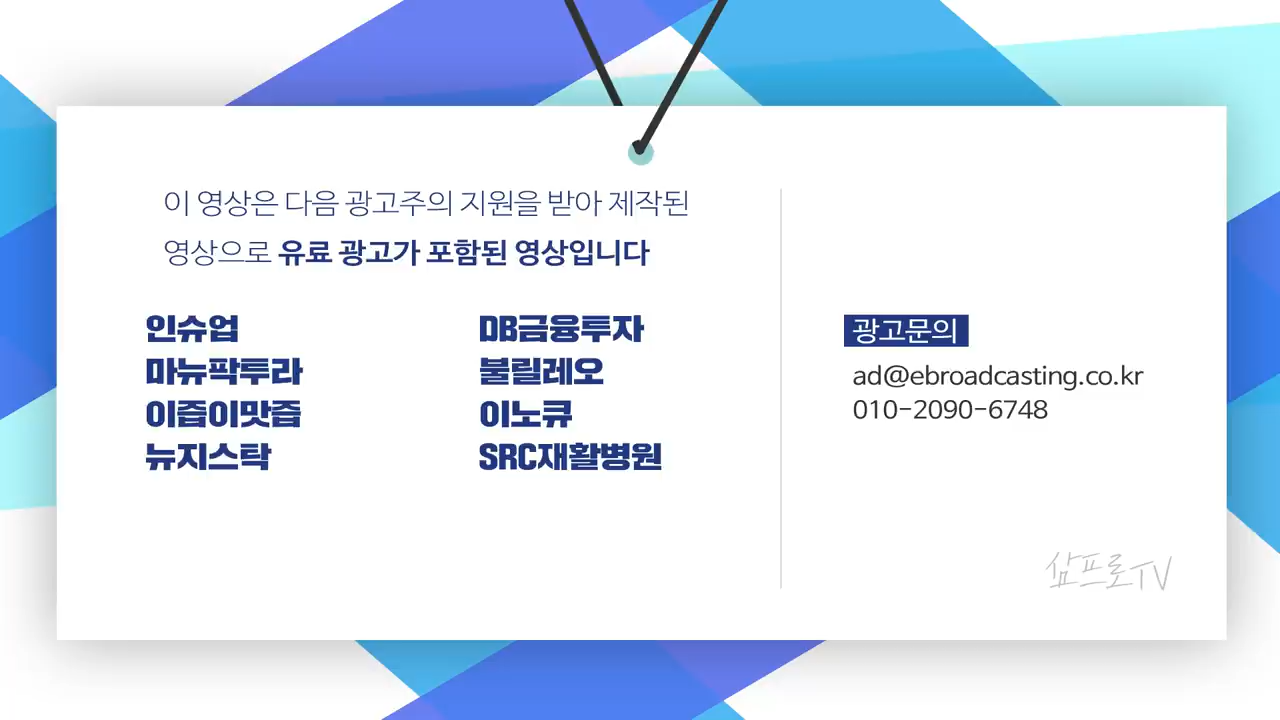 이 영상은 다음 광고주의 지원을 받아 제작된
영상으로 유료 광고가 포함된 영상입니다
인슈업
마뉴팍투라
이즙이맛즙
뉴지스탁
DB금융투자
불릴레오
이노큐
SRC재활병원
광고문의
ad@ebroadcasting.co.kr
010-2090-6748
삼프로TV